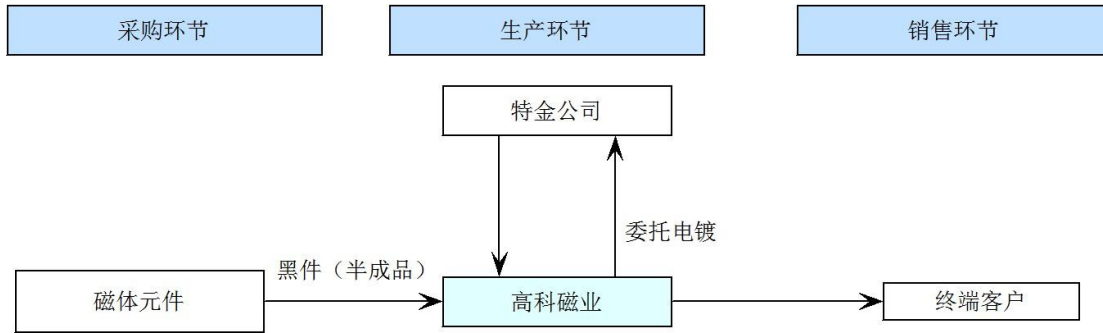 采购环节
生产环节
销售环节
特金公司
委托电镀
黑件（半成品）
磁体元件
高科磁业
终端客户